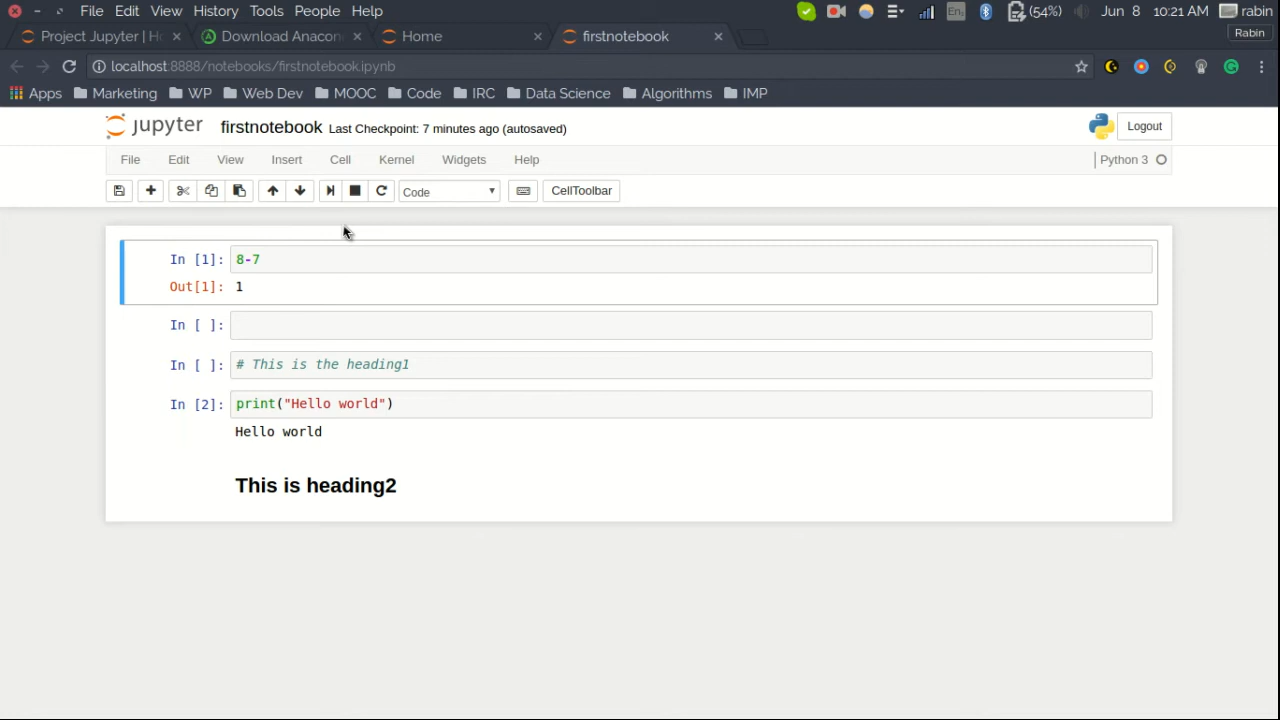 File Edit View History Tools People Help (54%) Jun 8 10:21 AM rabin
Project Jupyter | Ho Download Anacon Home firstnotebook Rabin
localhost:8888/notebooks/firstnotebook.ipynb
Apps Marketing WP Web Dev MOOC Code IRC Data Science Algorithms IMP
jupyter firstnotebook Last Checkpoint: 7 minutes ago (autosaved) Logout
File Edit View Insert Cell Kernel Widgets Help Python 3
Code CellToolbar
In [1]: 8-7
Out[1]: 1
In [ ]:
In [ ]: # This is the heading1
In [2]: print("Hello world")
Hello world
This is heading2